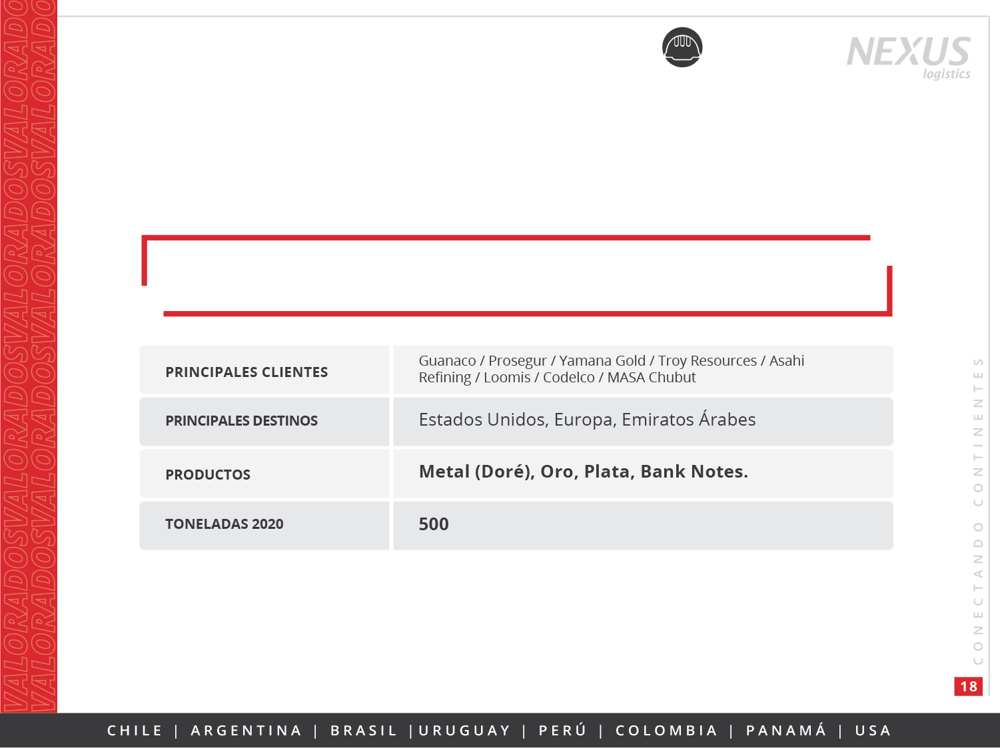 NEXUS
logistics
PRINCIPALES CLIENTES
Guanaco / Prosegur / Yamana Gold / Troy Resources / Asahi
Refining / Loomis / Codelco / MASA Chubut
PRINCIPALES DESTINOS
Estados Unidos, Europa, Emiratos Árabes
PRODUCTOS
Metal (Doré), Oro, Plata, Bank Notes.
TONELADAS 2020
500
VALORADOSVALORADOSVALORADOSVALORADO
VALORADOSVALORADOSVALORADOSVALORADO
CONECTANDO CONTINENTES
18
CHILE | ARGENTINA | BRASIL |URUGUAY | PERÚ | COLOMBIA | PANAMÁ | USA